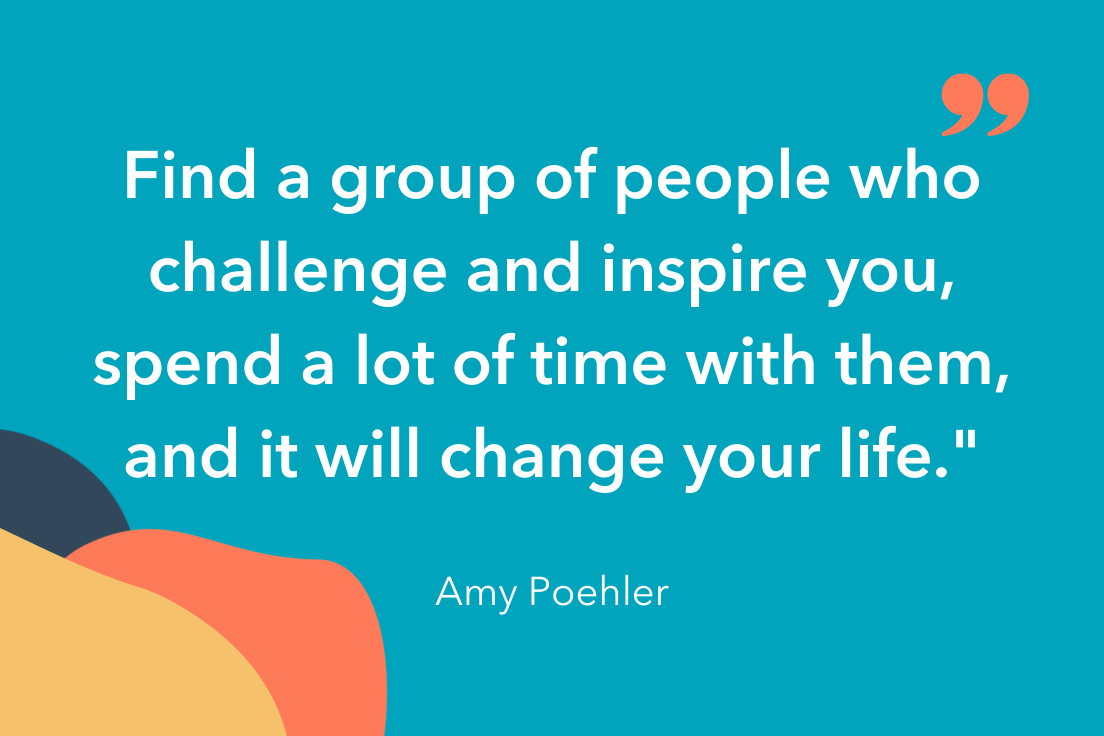 Find a group of people who
challenge and inspire you,
spend a lot of time with them,
and it will change your life."
Amy Poehler